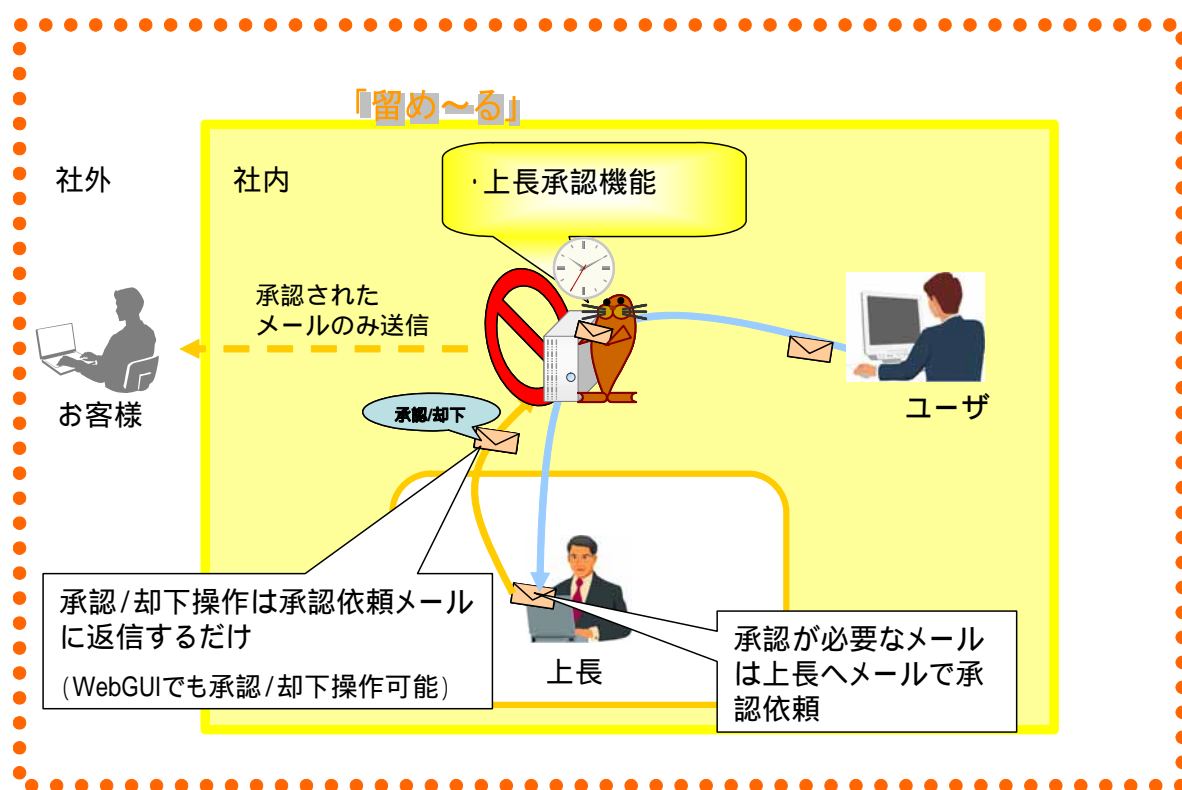 「留め～る」
社外
社内
・上長承認機能
承認された
メールのみ送信
お客様
ユーザ
承認/却下
承認/却下操作は承認依頼メール
に返信するだけ
(WebGUIでも承認/却下操作可能)
上長
承認が必要なメール
は上長へメールで承
認依頼